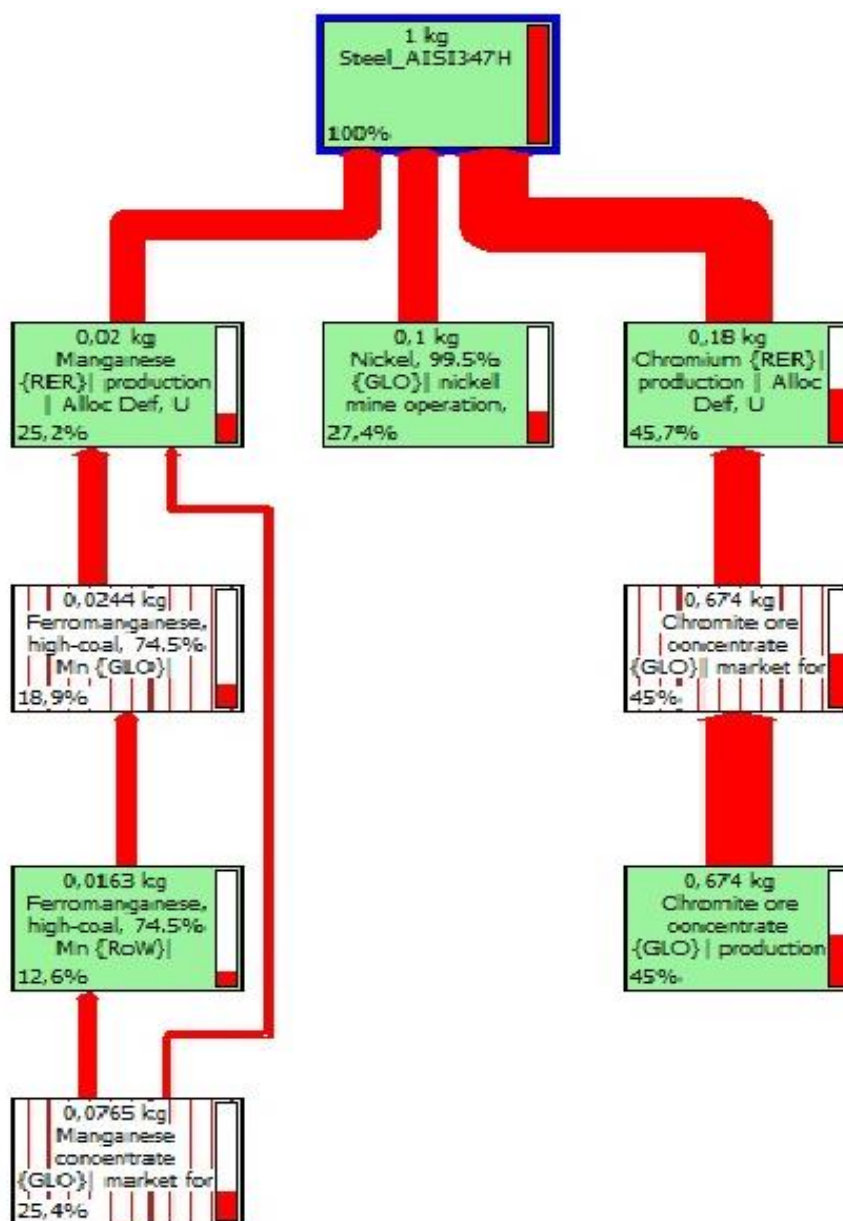 1 kg
Steel_AISI347H
100%
0,02 kg
Manganese
{RER}| production
| Alloc Def, U
25,2%
0,1 kg
Nickel, 99.5%
{GLO}| nickel
mine operation,
27,4%
0,18 kg
Chromium {RER}|
production | Alloc
Def, U
45,7%
0,0244 kg
Ferromanganese,
high-coal, 74.5%
Mn {GLO}|
18,9%
0,674 kg
Chromite ore
concentrate
{GLO}| market for
45%
0,0163 kg
Ferromanganese,
high-coal, 74.5%
Mn {RoW}|
12,6%
0,674 kg
Chromite ore
concentrate
{GLO}| production
45%
0,0765 kg
Manganese
concentrate
{GLO}| market for
25,4%